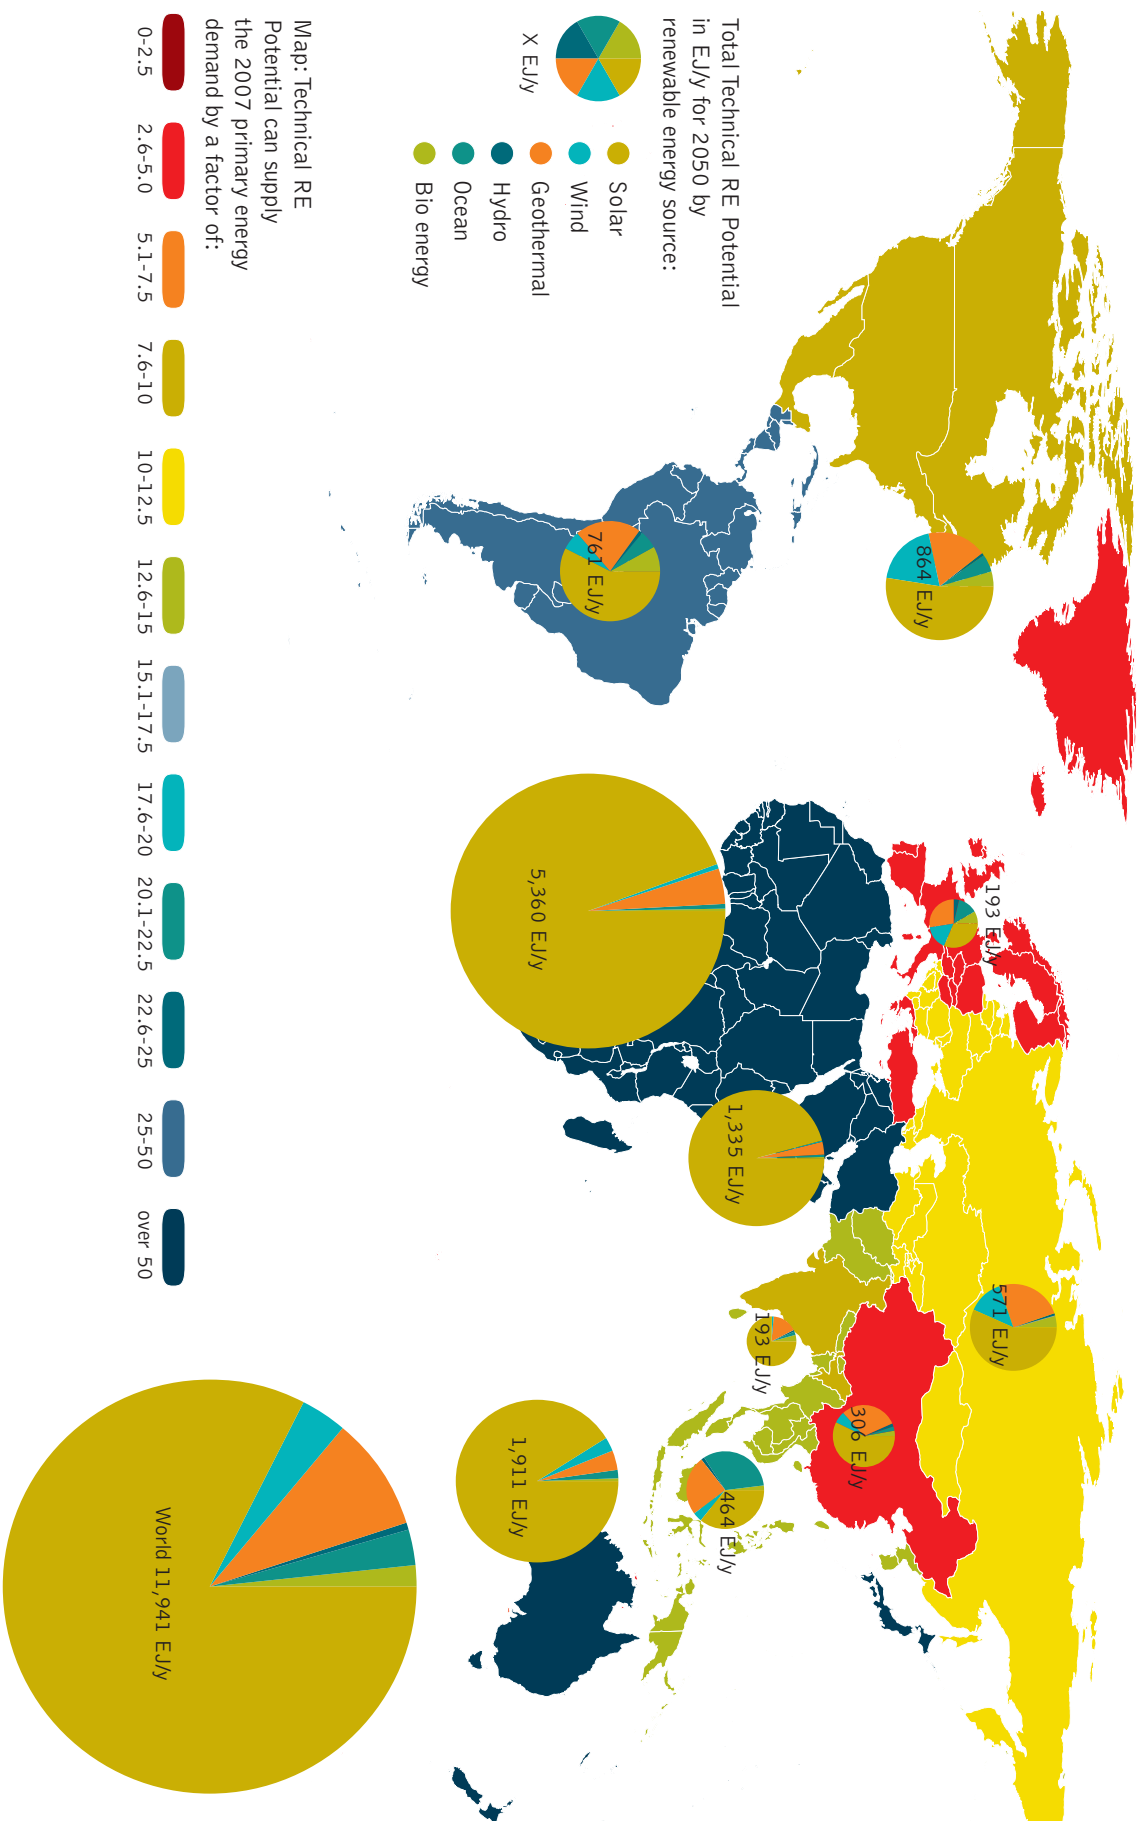 864 EJ/y
761 EJ/y
193 EJ/y
5,360 EJ/y
1,335 EJ/y
571 EJ/y
193 EJ/y
306 EJ/y
464 EJ/y
1,911 EJ/y
World 11,941 EJ/y
Total Technical RE Potential
in EJ/y for 2050 by
renewable energy source:
X EJ/y
Solar
Wind
Geothermal
Hydro
Ocean
Bio energy
Map: Technical RE
Potential can supply
the 2007 primary energy
demand by a factor of:
0-2.5
2.6-5.0
5.1-7.5
7.6-10
10-12.5
12.6-15
15.1-17.5
17.6-20
20.1-22.5
22.6-25
25-50
over 50